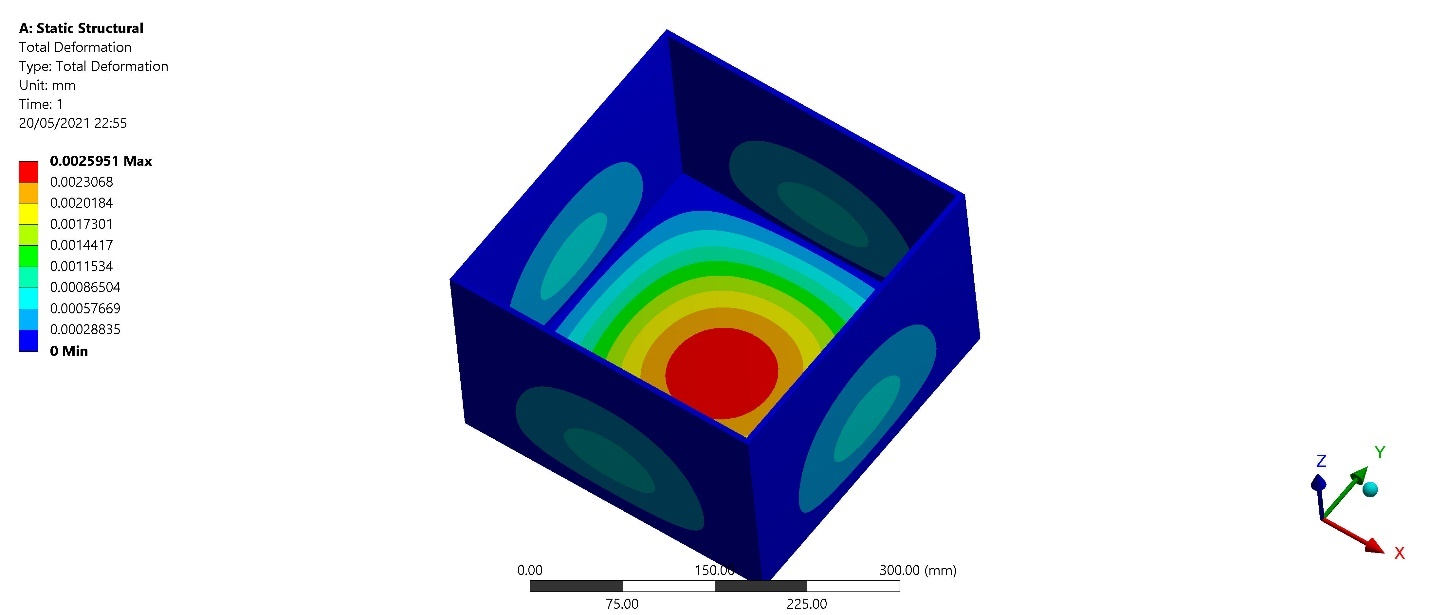 A: Static Structural
Total Deformation
Type: Total Deformation
Unit: mm
Time: 1
20/05/2021 22:55
0.0025951 Max
0.0023068
0.0020184
0.0017301
0.0014417
0.0011534
0.00086504
0.00057669
0.00028835
0 Min
Z
Y
X
0.00 150.00 300.00 (mm)
75.00 225.00